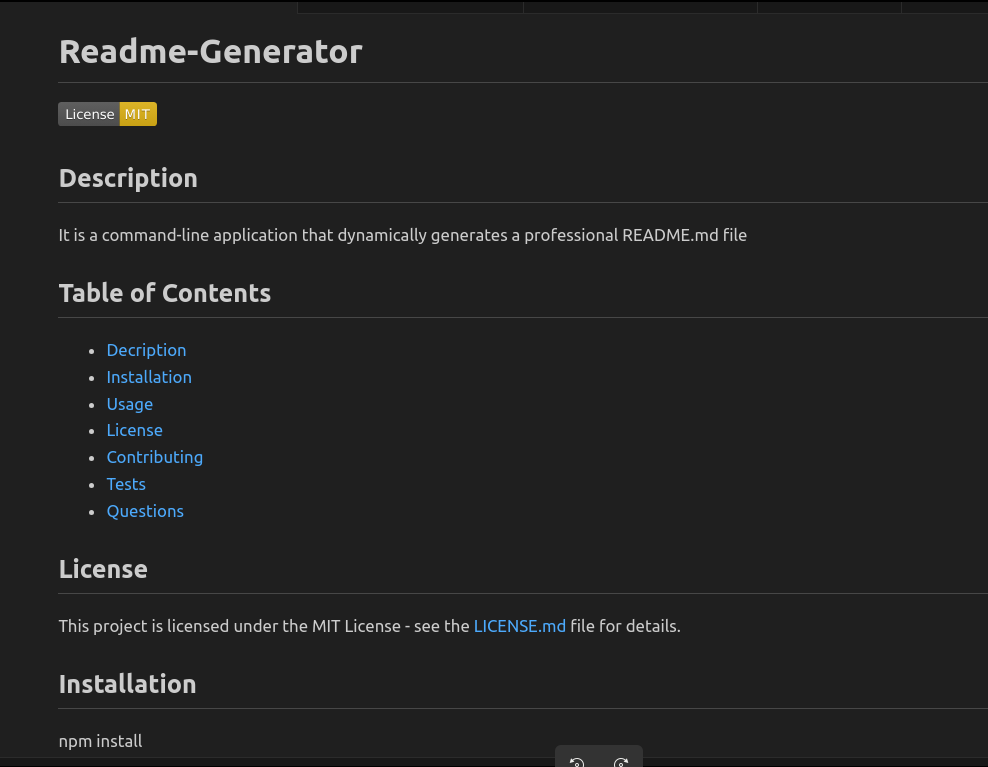 Readme-Generator
License MIT
Description
It is a command-line application that dynamically generates a professional README.md file
Table of Contents
Decription
Installation
Usage
License
Contributing
Tests
Questions
License
This project is licensed under the MIT License - see the LICENSE.md file for details.
Installation
npm install